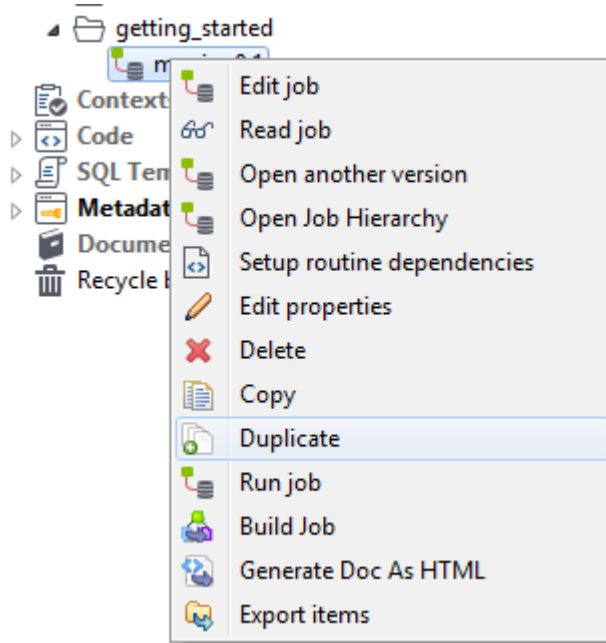 getting_started
Edit job
Context
Read job
Code
SQL Tem
Open another version
Metadat
Open Job Hierarchy
Docume
Setup routine dependencies
Recycle
Edit properties
Delete
Copy
Duplicate
Run job
Build Job
Generate Doc As HTML
Export items